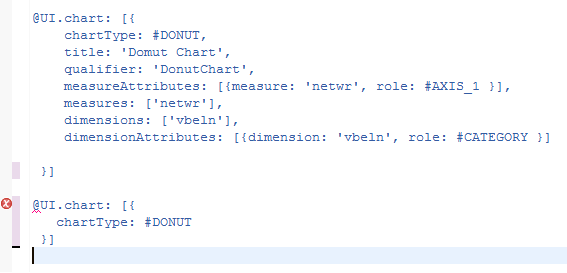 @UI.chart: [{
chartType: #DONUT,
title: 'Domut Chart',
qualifier: 'DonutChart',
measureAttributes: [{measure: 'netwr', role: #AXIS_1 }],
measures: ['netwr'],
dimensions: ['vbeln'],
dimensionAttributes: [{dimension: 'vbeln', role: #CATEGORY }]
}]
@UI.chart: [{
chartType: #DONUT
}]